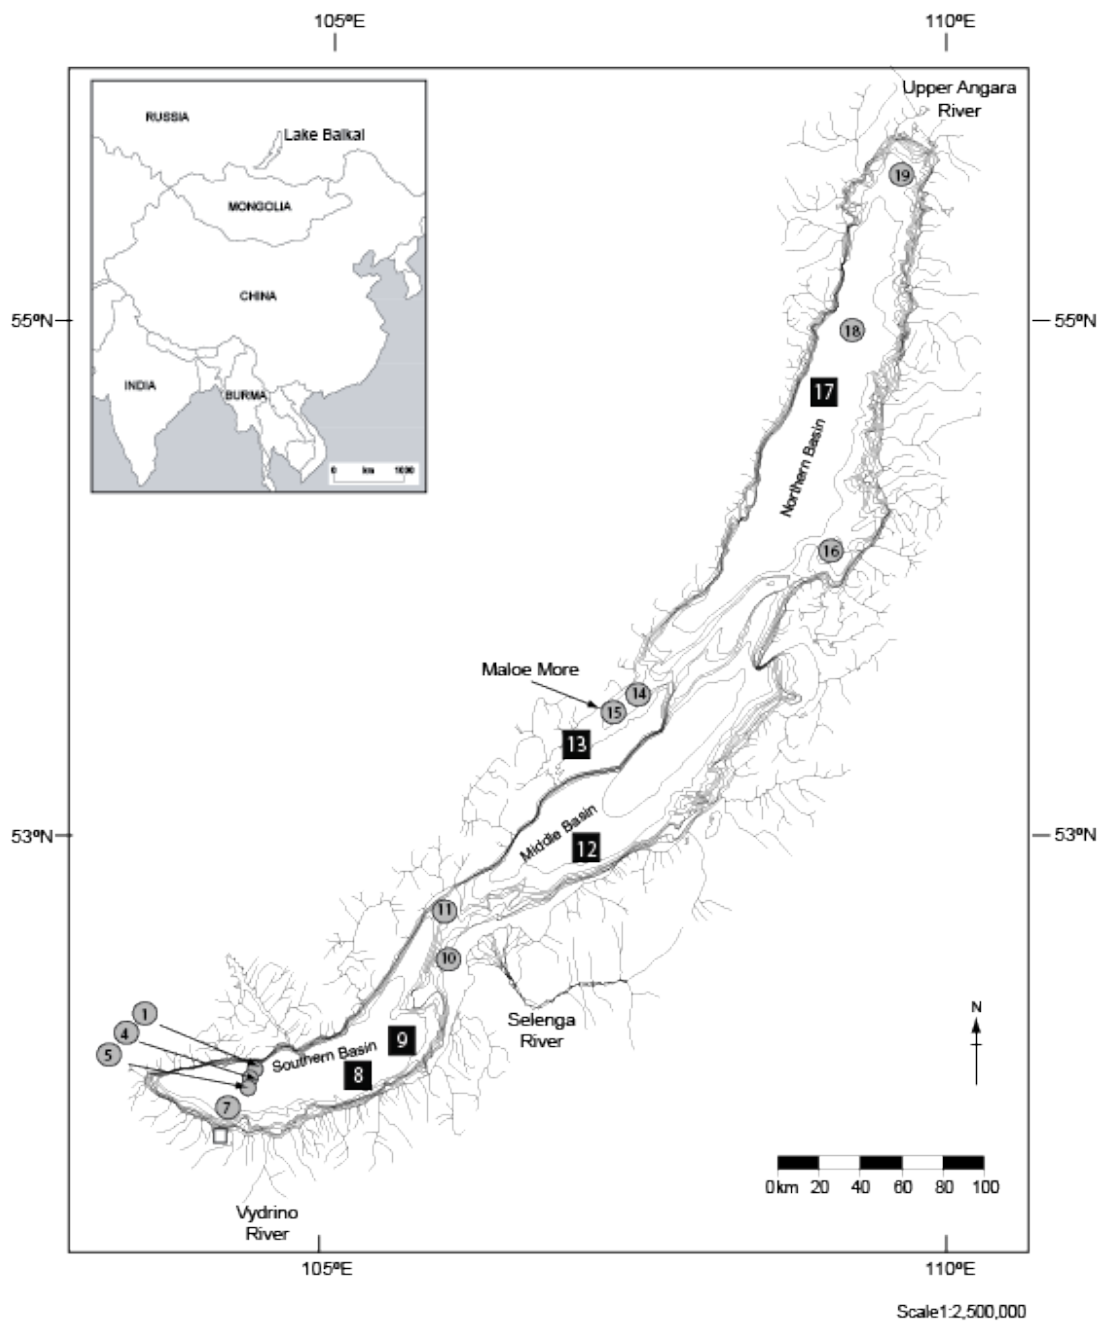 105ºE
110ºE
Upper Angara
River
RUSSIA
Lake Baikal
MONGOLIA
CHINA
INDIA
BURMA
0 km 1000
19
55ºN
55ºN
18
17
Northern Basin
16
Maloe More
14
15
13
53ºN
53ºN
Middle Basin
12
11
10
Selenga
River
1
4
5
Southern Basin
9
8
7
N
0km 20 40 60 80 100
Vydrino
River
105ºE
110ºE
Scale1:2,500,000